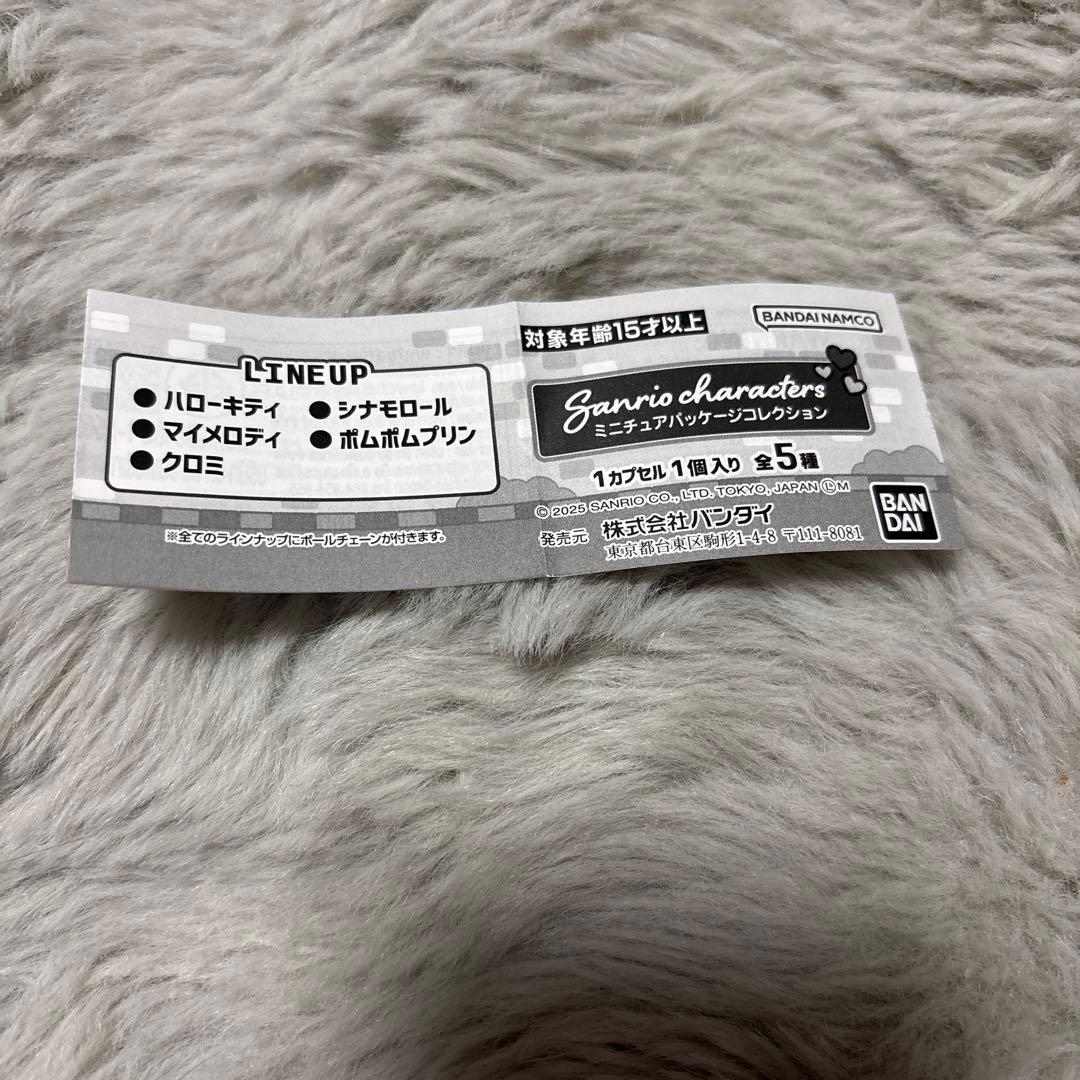 LINEUP
●ハローキティ
●マイメロディ
●クロミ
●シナモロール
●ポムポムプリン
※全てのラインナップにボールチェーンが付きます。
対象年齢15才以上
BANDAI NAMCO
Sanrio characters
ミニチュアパッケージコレクション
1カプセル1個入り 全5種
© 2025 SANRIO CO., LTD. TOKYO, JAPAN Ⓛ M
発売元 株式会社バンダイ
東京都台東区駒形1-4-8 〒111-8081
BAN
DAI